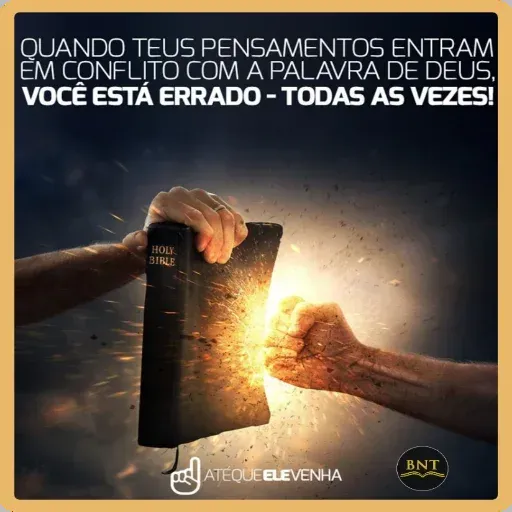 QUANDO TEUS PENSAMENTOS ENTRAM
EM CONFLITO COM A PALAVRA DE DEUS,
VOCÊ ESTÁ ERRADO - TODAS AS VEZES!
HOLY
BIBLE
ATEQUEELEVENHA
BNT